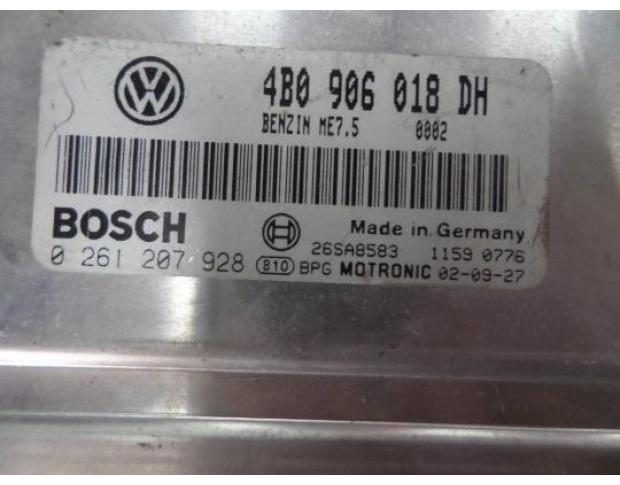 4B0 906 018 DH
BENZIN ME7.5 0002
BOSCH Made in Germany
26SA8583 1159 0776
0 261 207 928 810 BPG MOTRONIC 02-09-27